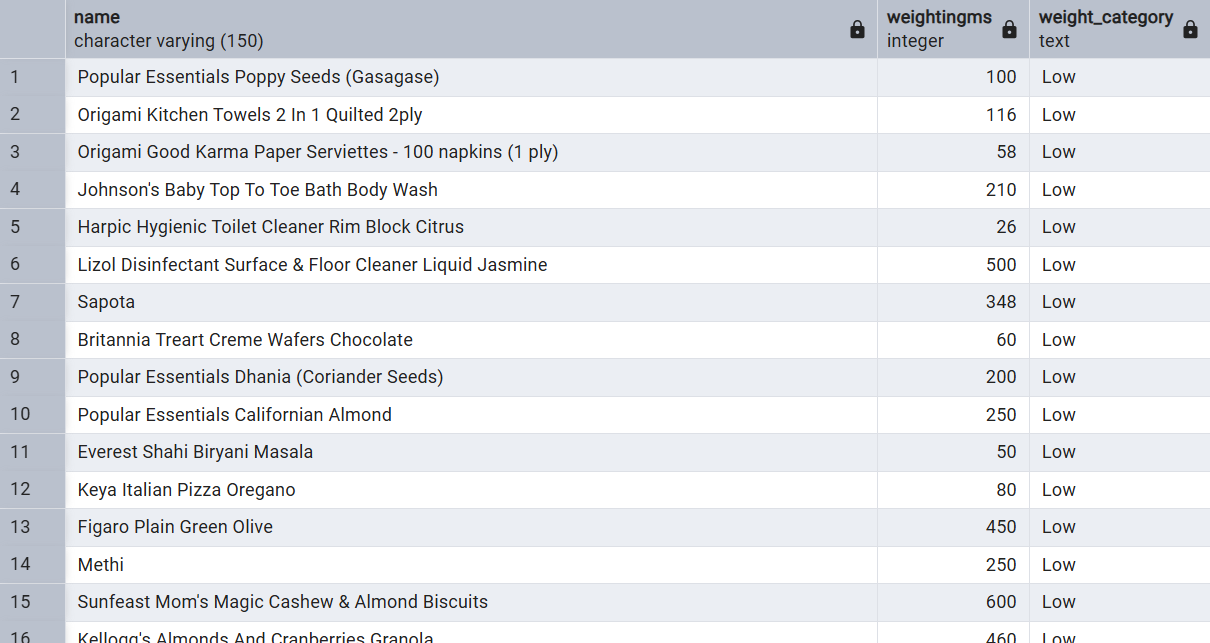 name weightingms weight_category
character varying (150) integer text
1 Popular Essentials Poppy Seeds (Gasagase) 100 Low
2 Origami Kitchen Towels 2 In 1 Quilted 2ply 116 Low
3 Origami Good Karma Paper Serviettes - 100 napkins (1 ply) 58 Low
4 Johnson's Baby Top To Toe Bath Body Wash 210 Low
5 Harpic Hygienic Toilet Cleaner Rim Block Citrus 26 Low
6 Lizol Disinfectant Surface & Floor Cleaner Liquid Jasmine 500 Low
7 Sapota 348 Low
8 Britannia Treart Creme Wafers Chocolate 60 Low
9 Popular Essentials Dhania (Coriander Seeds) 200 Low
10 Popular Essentials Californian Almond 250 Low
11 Everest Shahi Biryani Masala 50 Low
12 Keya Italian Pizza Oregano 80 Low
13 Figaro Plain Green Olive 450 Low
14 Methi 250 Low
15 Sunfeast Mom's Magic Cashew & Almond Biscuits 600 Low
16 Kellogg's Almonds And Cranberries Granola 460 Low